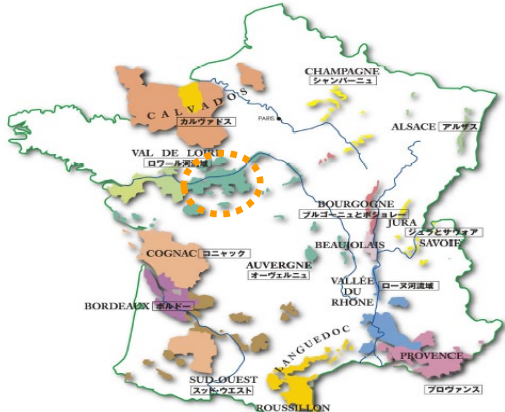 CHAMPAGNE
シャンパーニュ
CALVADOS
カルヴァドス
PARIS
ALSACE アルザス
VAL DE LOIRE
ロワール河流域
BOURGOGNE
ブルゴーニュとボジョレー
JURA
ジュラとサヴォア
SAVOIE
BEAUJOLAIS
COGNAC コニャック
AUVERGNE
オーヴェルニュ
VALLÉE
DU
RHÔNE
ローヌ河流域
BORDEAUX ボルドー
LANGUEDOC
PROVENCE
プロヴァンス
SUD-OUEST
スッド・ウエスト
ROUSSILLON